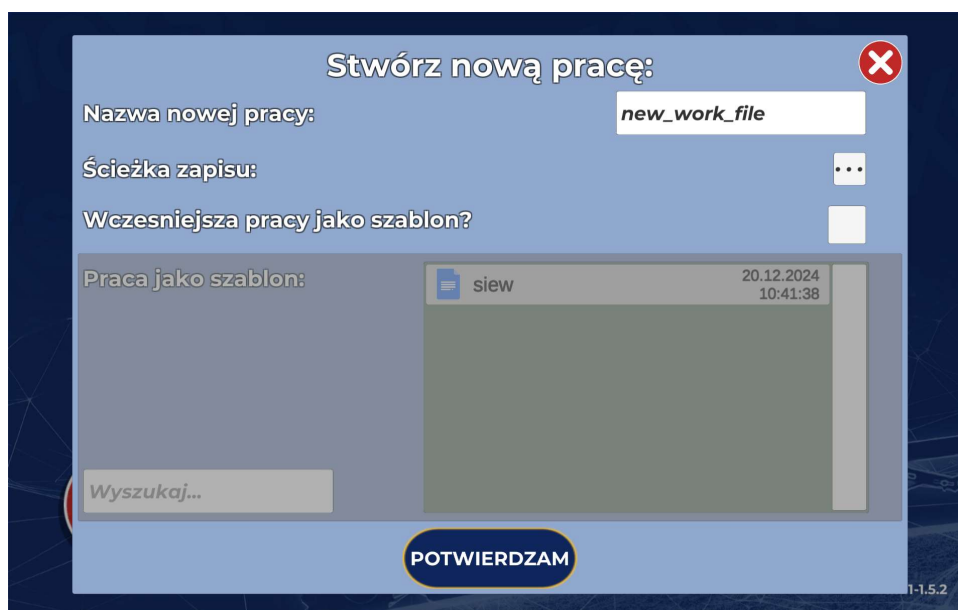 Stwórz nową pracę:
Nazwa nowej pracy:
new_work_file
Ścieżka zapisu:
...
Wczesniejsza pracy jako szablon?
Praca jako szablon:
siew
20.12.2024
10:41:38
Wyszukaj...
POTWIERDZAM
1-1.5.2